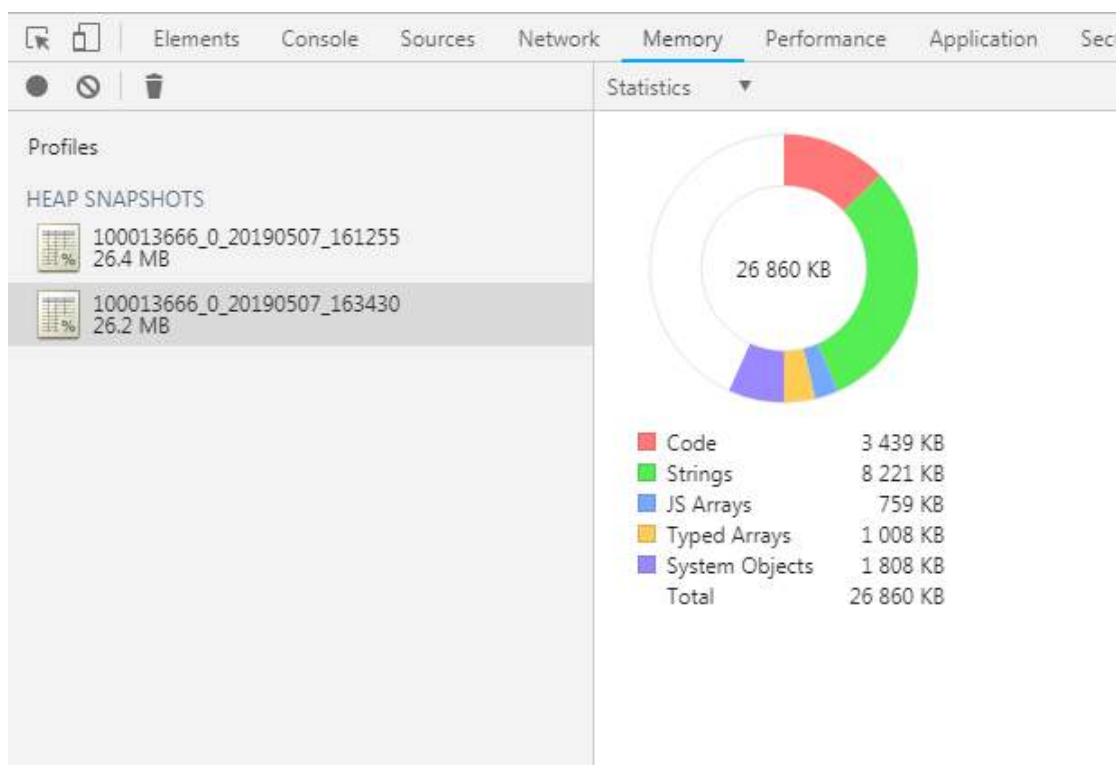 Elements Console Sources Network Memory Performance Application Sec
Statistics ▼
Profiles
HEAP SNAPSHOTS
100013666_0_20190507_161255
26.4 MB
100013666_0_20190507_163430
26.2 MB
26 860 KB
Code 3 439 KB
Strings 8 221 KB
JS Arrays 759 KB
Typed Arrays 1 008 KB
System Objects 1 808 KB
Total 26 860 KB